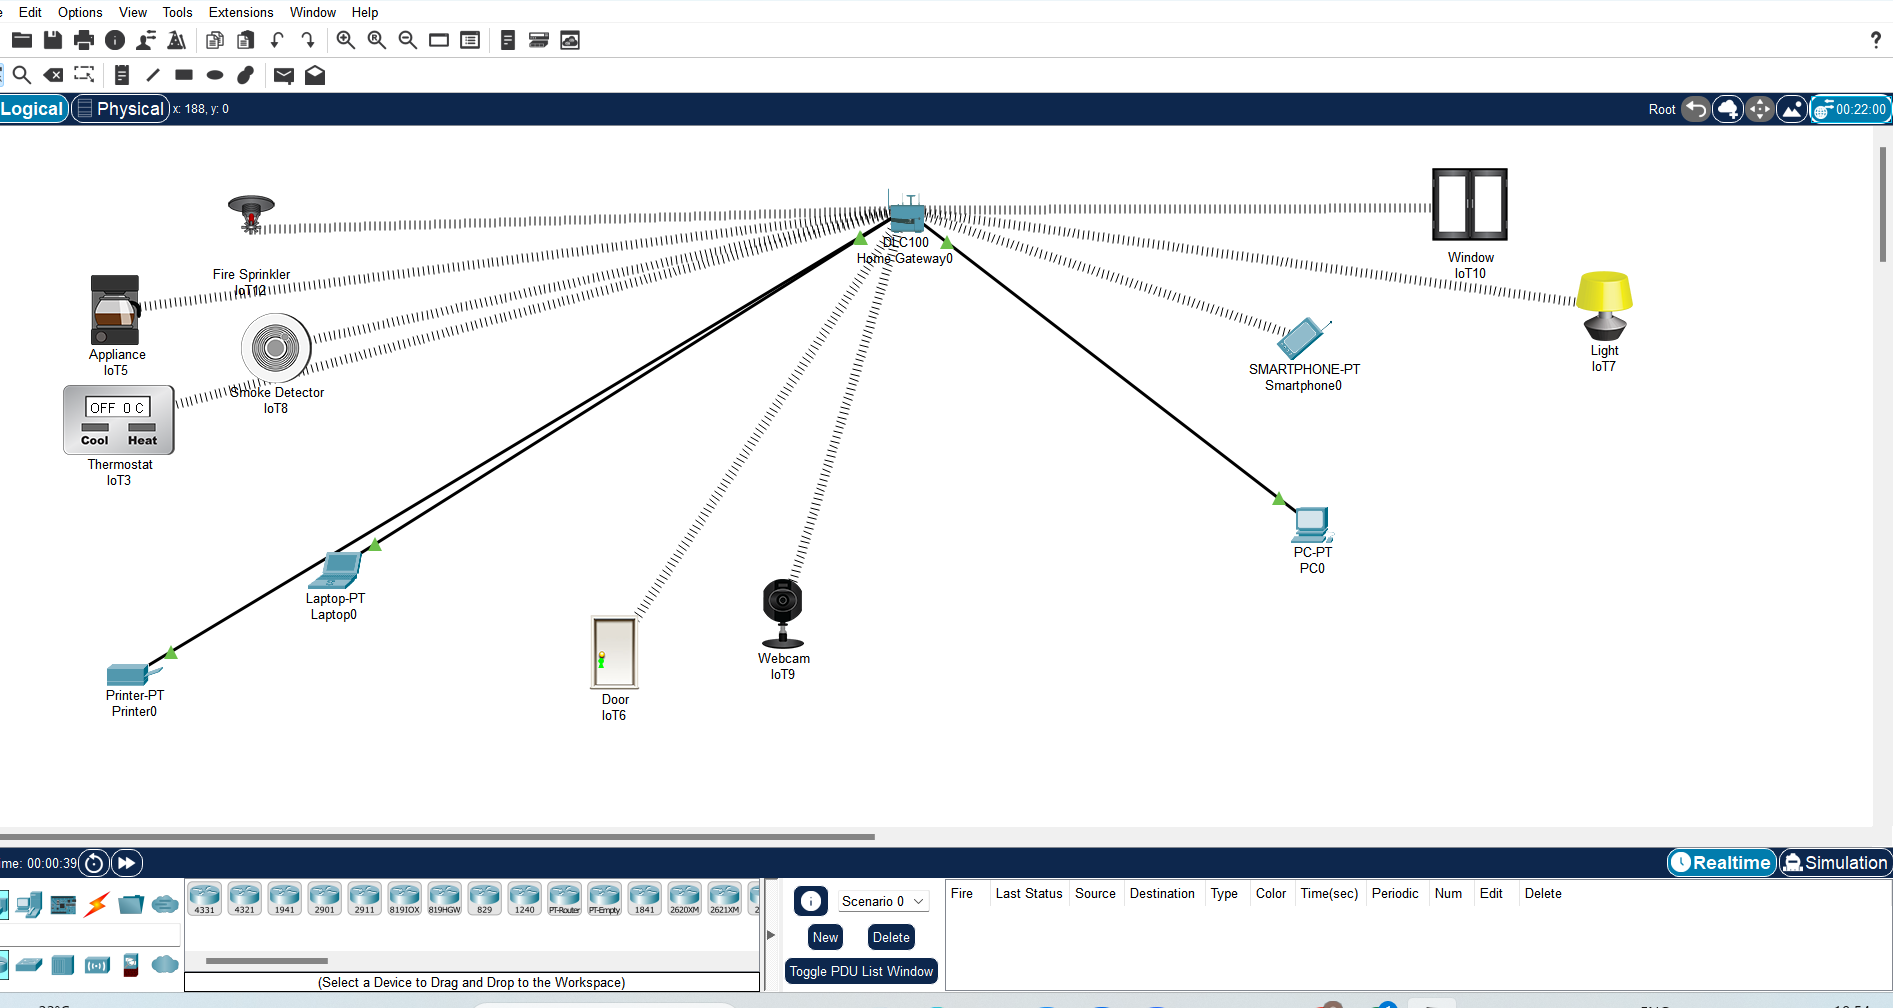 Edit Options View Tools Extensions Window Help
?
Logical Physical x: 188, y: 0 Root 00:22:00
DLC100
Home Gateway0
Window
IoT10
Fire Sprinkler
IoT12
Appliance
IoT5
Light
IoT7
SMARTPHONE-PT
Smartphone0
Smoke Detector
IoT8
OFF 0 C
Cool Heat
Thermostat
IoT3
PC-PT
PC0
Laptop-PT
Laptop0
Webcam
IoT9
Printer-PT
Printer0
Door
IoT6
00:00:39 Realtime Simulation
4331 4321 1941 2901 2911 819IOX 819HGW 829 1240 PT-Router PT-Empty 1841 2620XM 2621XM
Scenario 0
New Delete
Toggle PDU List Window
Fire Last Status Source Destination Type Color Time(sec) Periodic Num Edit Delete
(Select a Device to Drag and Drop to the Workspace)